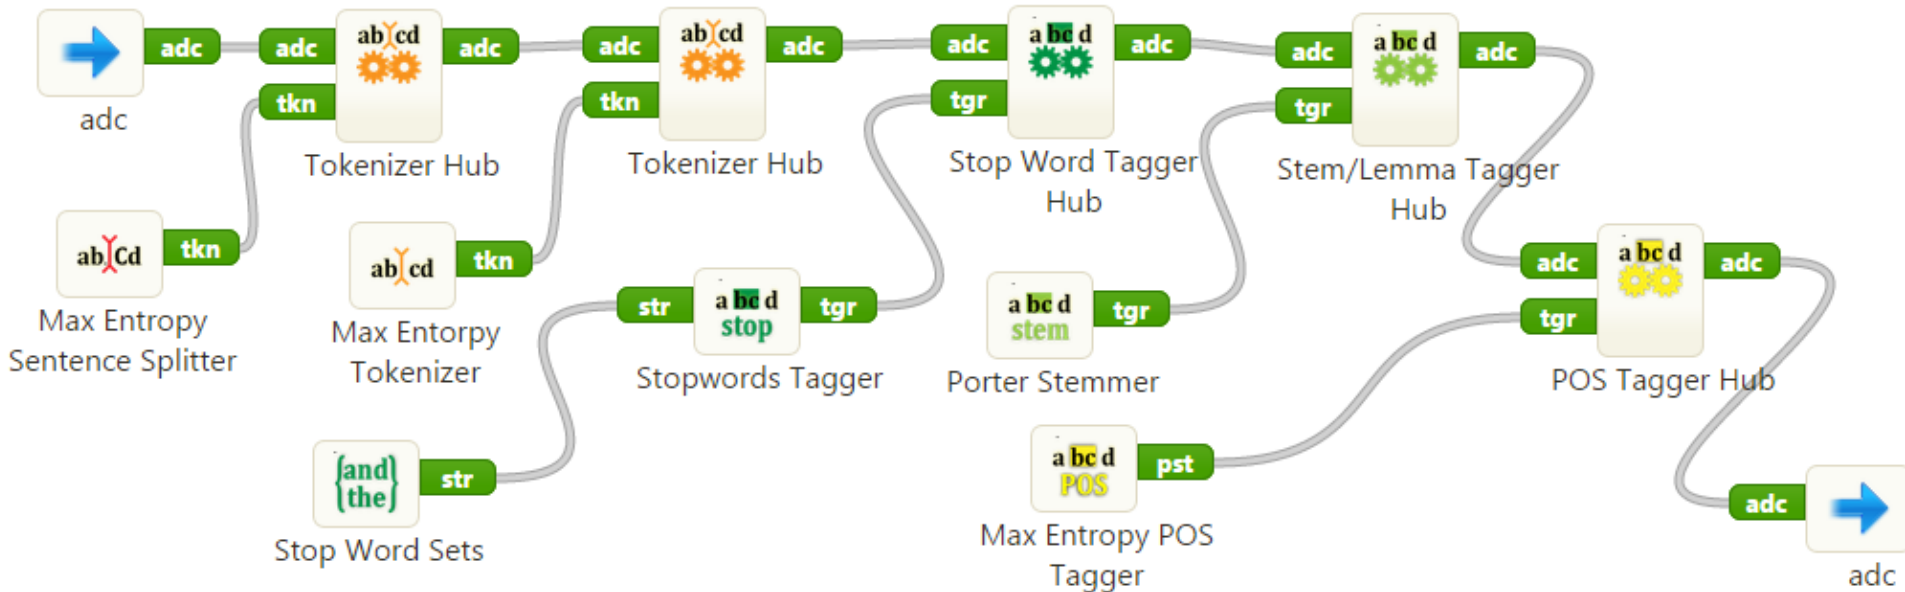 adc
adc
adc
tkn
ab cd
adc
Tokenizer Hub
adc
tkn
ab cd
adc
Tokenizer Hub
adc
tgr
a bc d
adc
Stop Word Tagger
Hub
adc
tgr
a bc d
adc
Stem/Lemma Tagger
Hub
ab.Cd
tkn
Max Entropy
Sentence Splitter
ab cd
tkn
Max Entorpy
Tokenizer
str
a bc d
stop
tgr
Stopwords Tagger
a bc d
stem
tgr
Porter Stemmer
adc
tgr
a bc d
adc
POS Tagger Hub
{and
the}
str
Stop Word Sets
a bc d
POS
pst
Max Entropy POS
Tagger
adc
adc